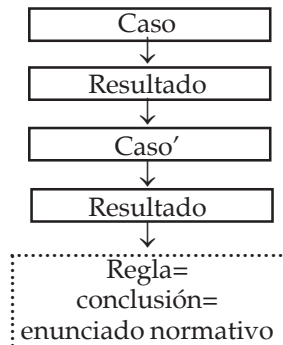 Caso
Resultado
Caso’
Resultado
Regla=
conclusión=
enunciado normativo